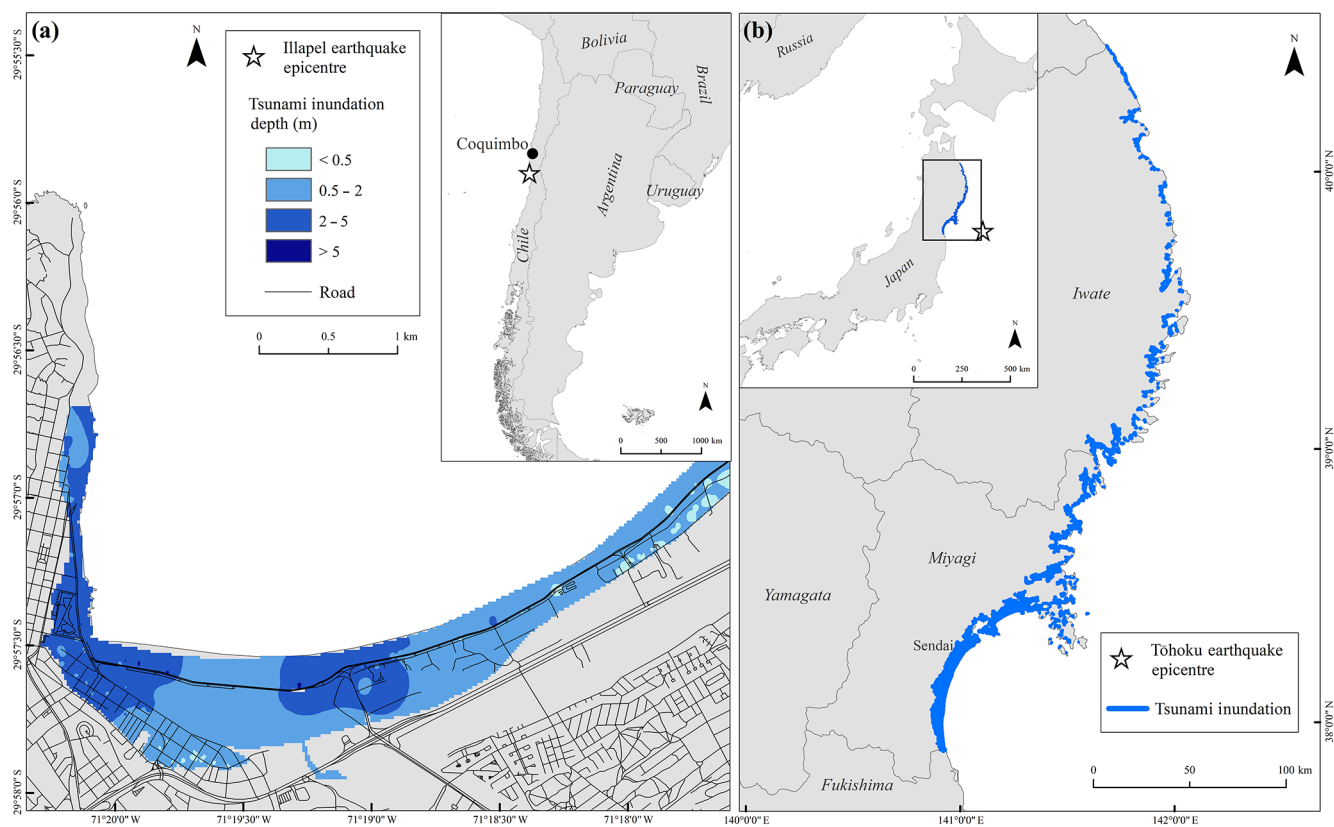 (a)
N
Illapel earthquake
epicentre
Tsunami inundation
depth (m)
< 0.5
0.5 – 2
2 – 5
> 5
Road
0 0.5 1 km
29°55'30" S
29°56'0" S
29°56'30" S
29°57'0" S
29°57'30" S
29°58'0" S
71°20'0" W
71°19'30" W
71°19'0" W
71°18'30" W
71°18'0" W
Bolivia
Paraguay
Brazil
Coquimbo
Argentina
Uruguay
Chile
N
0 500 1000 km
(b)
Russia
Japan
N
0 250 500 km
N
Iwate
Miyagi
Yamagata
Sendai
Fukishima
Tōhoku earthquake
epicentre
Tsunami inundation
0 50 100 km
40°0'0" N
39°0'0" N
38°0'0" N
140°0'0" E
141°0'0" E
142°0'0" E